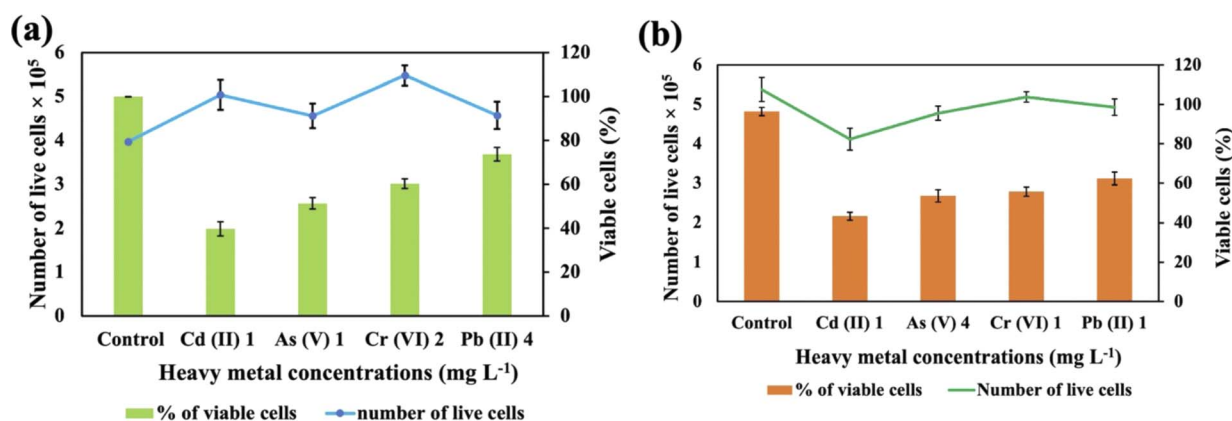 (a)
Number of live cells × 10⁵
6
5
4
3
2
1
0
120
100
80
60
40
20
0
Viable cells (%)
Control Cd (II) 1 As (V) 1 Cr (VI) 2 Pb (II) 4
Heavy metal concentrations (mg L⁻¹)
% of viable cells number of live cells
(b)
Number of live cells × 10⁵
6
5
4
3
2
1
0
120
100
80
60
40
20
0
Viable cells (%)
Control Cd (II) 1 As (V) 4 Cr (VI) 1 Pb (II) 1
Heavy metal concentrations (mg L⁻¹)
% of viable cells Number of live cells